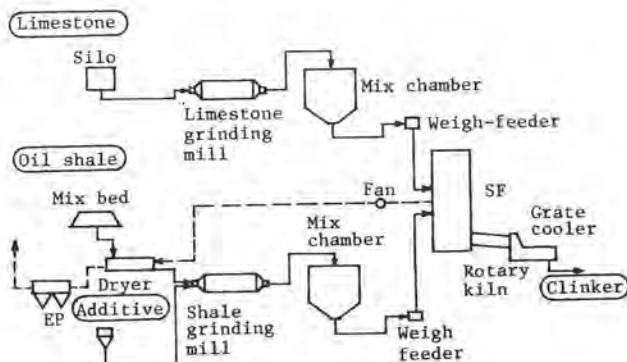 Limestone
Silo
Mix chamber
Limestone
grinding
mill
Weigh-feeder
Oil shale
Mix bed
Fan
SF
Mix
chamber
Grate
cooler
Dryer
EP
Additive
Shale
grinding
mill
Rotary
kiln
Clinker
Weigh
feeder